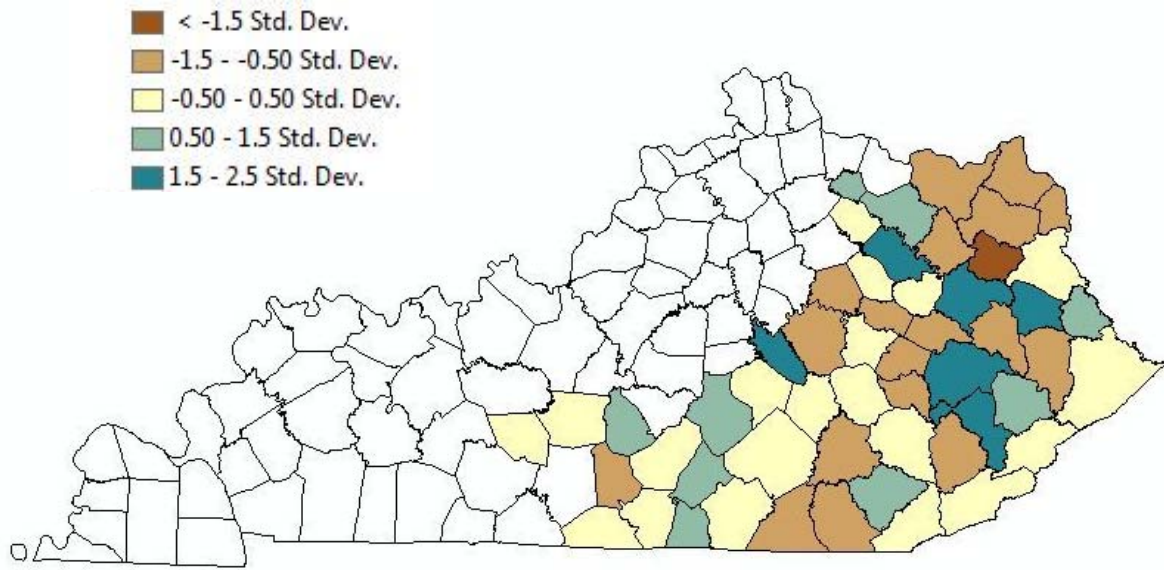 < -1.5 Std. Dev.
-1.5 - -0.50 Std. Dev.
-0.50 - 0.50 Std. Dev.
0.50 - 1.5 Std. Dev.
1.5 - 2.5 Std. Dev.